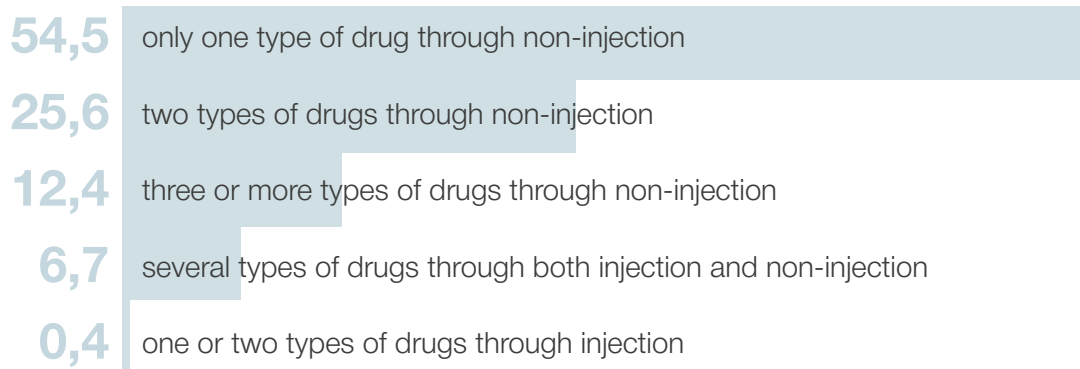 54,5 only one type of drug through non-injection
25,6 two types of drugs through non-injection
12,4 three or more types of drugs through non-injection
6,7 several types of drugs through both injection and non-injection
0,4 one or two types of drugs through injection